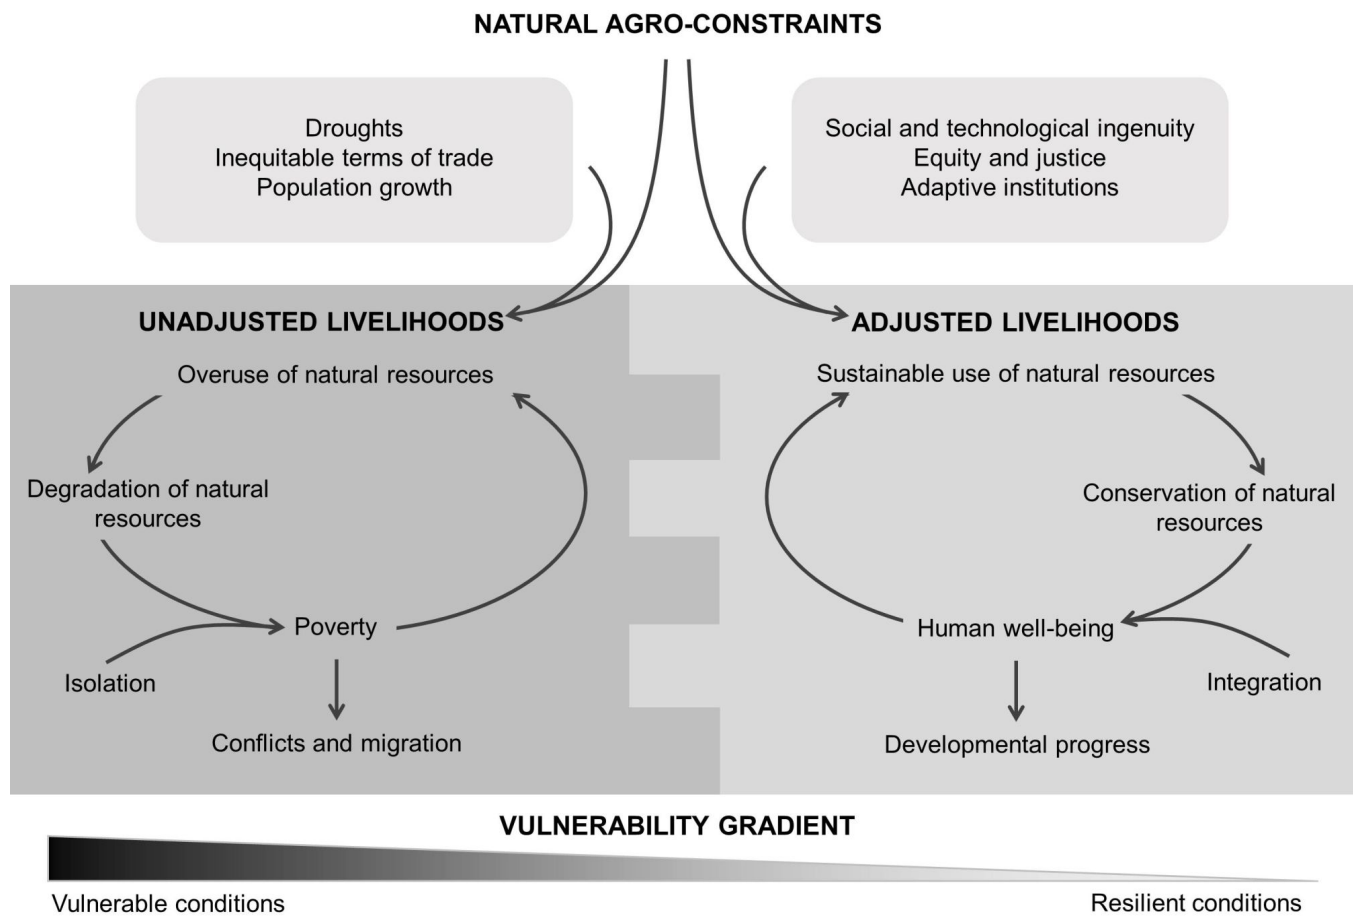 NATURAL AGRO-CONSTRAINTS
Droughts
Inequitable terms of trade
Population growth
Social and technological ingenuity
Equity and justice
Adaptive institutions
UNADJUSTED LIVELIHOODS
Overuse of natural resources
Degradation of natural
resources
Poverty
Isolation
Conflicts and migration
ADJUSTED LIVELIHOODS
Sustainable use of natural resources
Conservation of natural
resources
Human well-being
Integration
Developmental progress
VULNERABILITY GRADIENT
Vulnerable conditions
Resilient conditions